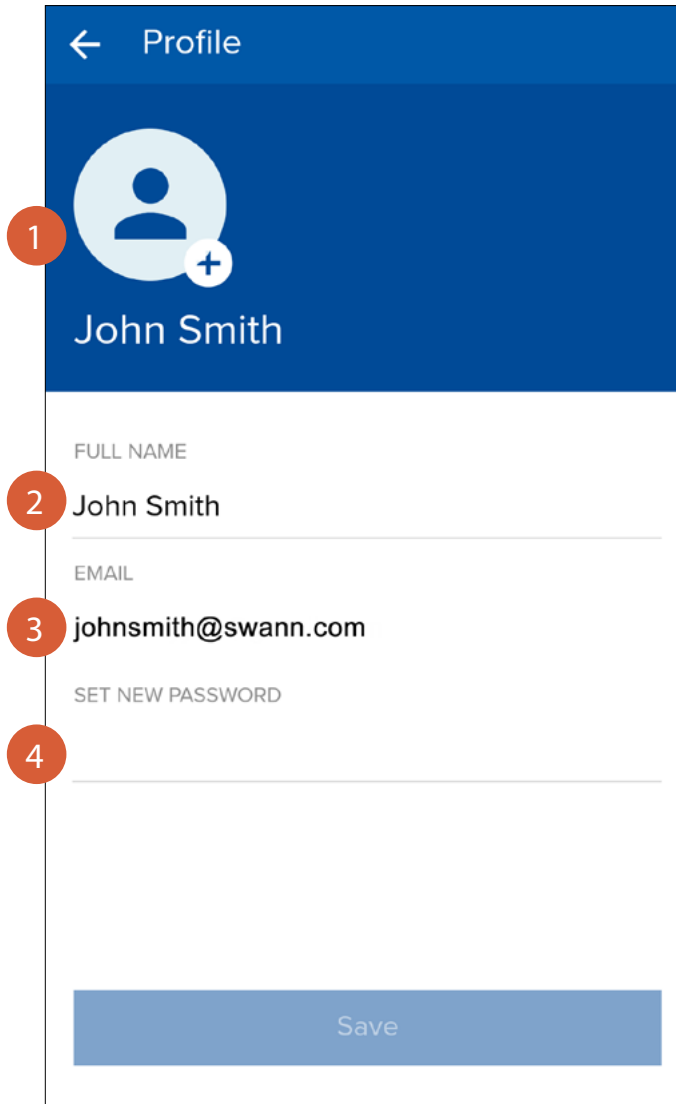 Profile
1
John Smith
FULL NAME
2 John Smith
EMAIL
3 johnsmith@swann.com
SET NEW PASSWORD
4
Save